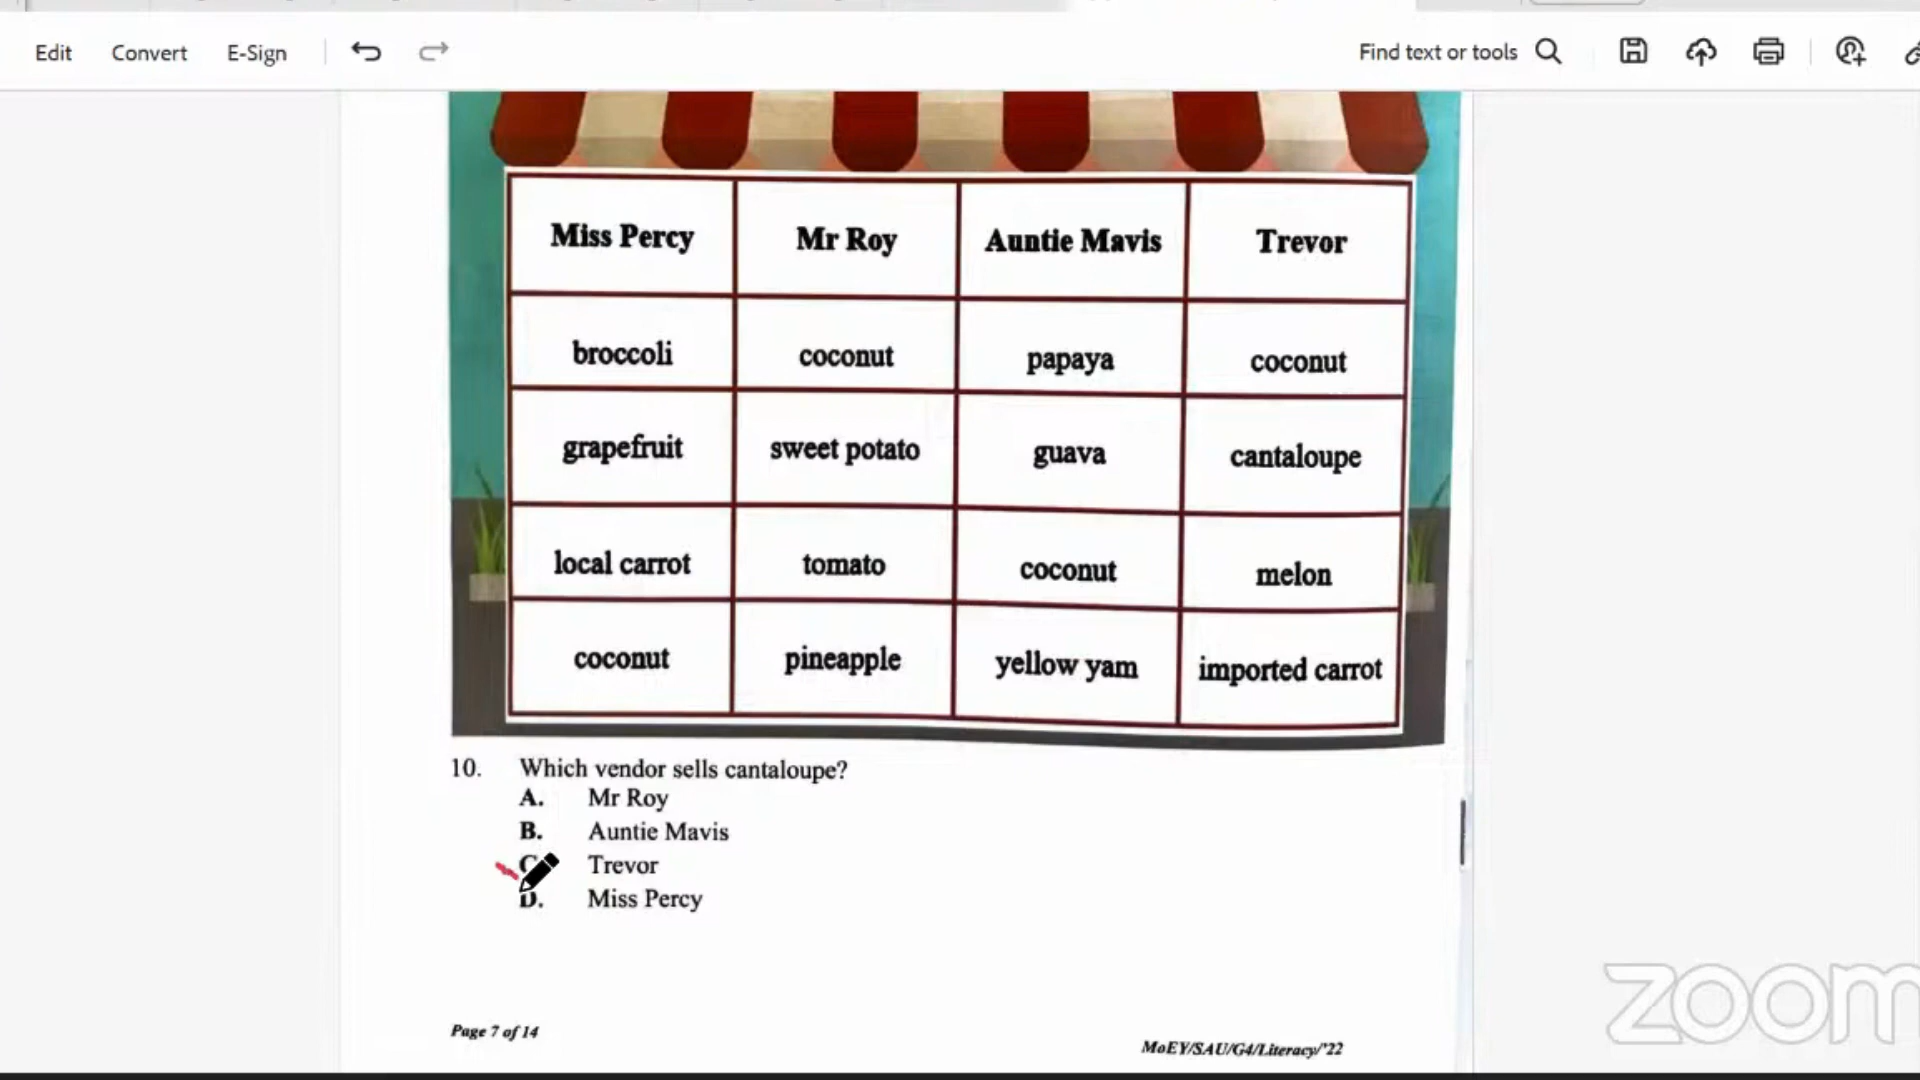 Edit Convert E-Sign Find text or tools
Miss Percy Mr Roy Auntie Mavis Trevor
broccoli coconut papaya coconut
grapefruit sweet potato guava cantaloupe
local carrot tomato coconut melon
coconut pineapple yellow yam imported carrot
10. Which vendor sells cantaloupe?
A. Mr Roy
B. Auntie Mavis
Trevor
D. Miss Percy
Page 7 of 14
MoEY/SAU/G4/Literacy/'22
zoom